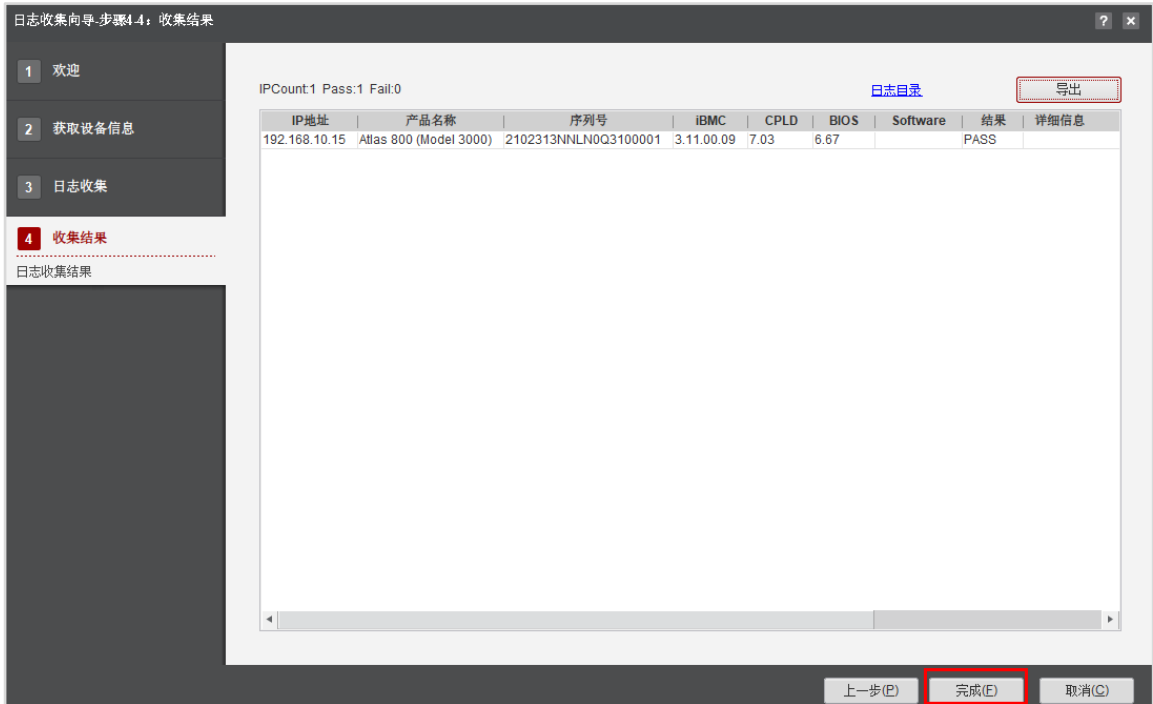 日志收集向导-步骤4-4：收集结果
? ×
1 欢迎
2 获取设备信息
3 日志收集
4 收集结果
日志收集结果
IPCount:1 Pass:1 Fail:0 日志目录 导出
IP地址 产品名称 序列号 iBMC CPLD BIOS Software 结果 详细信息
192.168.10.15 Atlas 800 (Model 3000) 2102313NNLN0Q3100001 3.11.00.09 7.03 6.67 PASS
上一步(P) 完成(F) 取消(C)